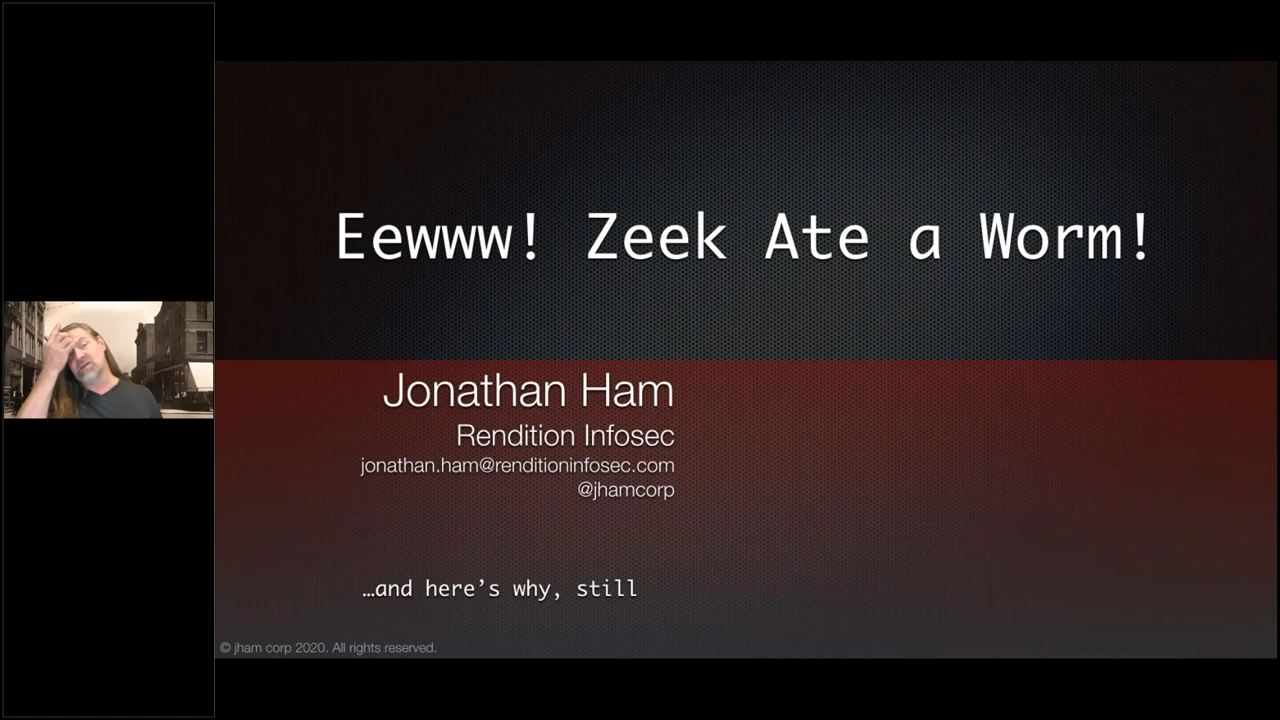 Eewww! Zeek Ate a Worm!
Jonathan Ham
Rendition Infosec
jonathan.ham@renditioninfosec.com
@jhamcorp
…and here’s why, still
© jham corp 2020. All rights reserved.